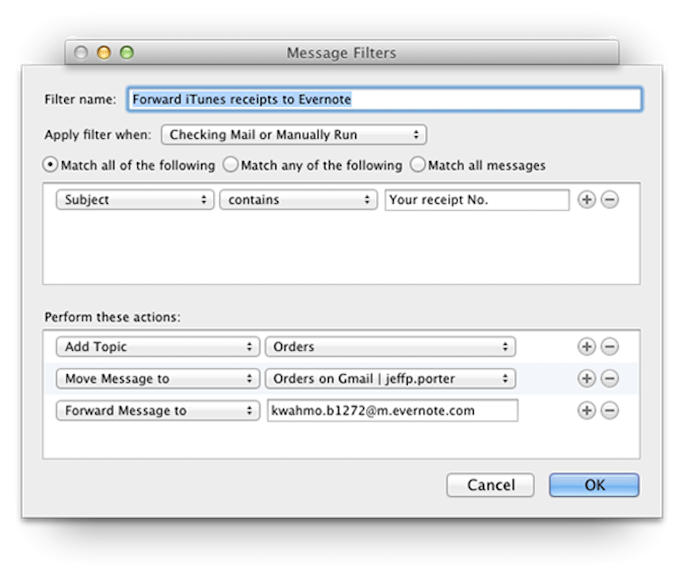 Message Filters
Filter name: Forward iTunes receipts to Evernote
Apply filter when: Checking Mail or Manually Run
Match all of the following Match any of the following Match all messages
Subject contains Your receipt No.
Perform these actions:
Add Topic Orders
Move Message to Orders on Gmail | jeffp.porter
Forward Message to kwahmo.b1272@m.evernote.com
Cancel OK